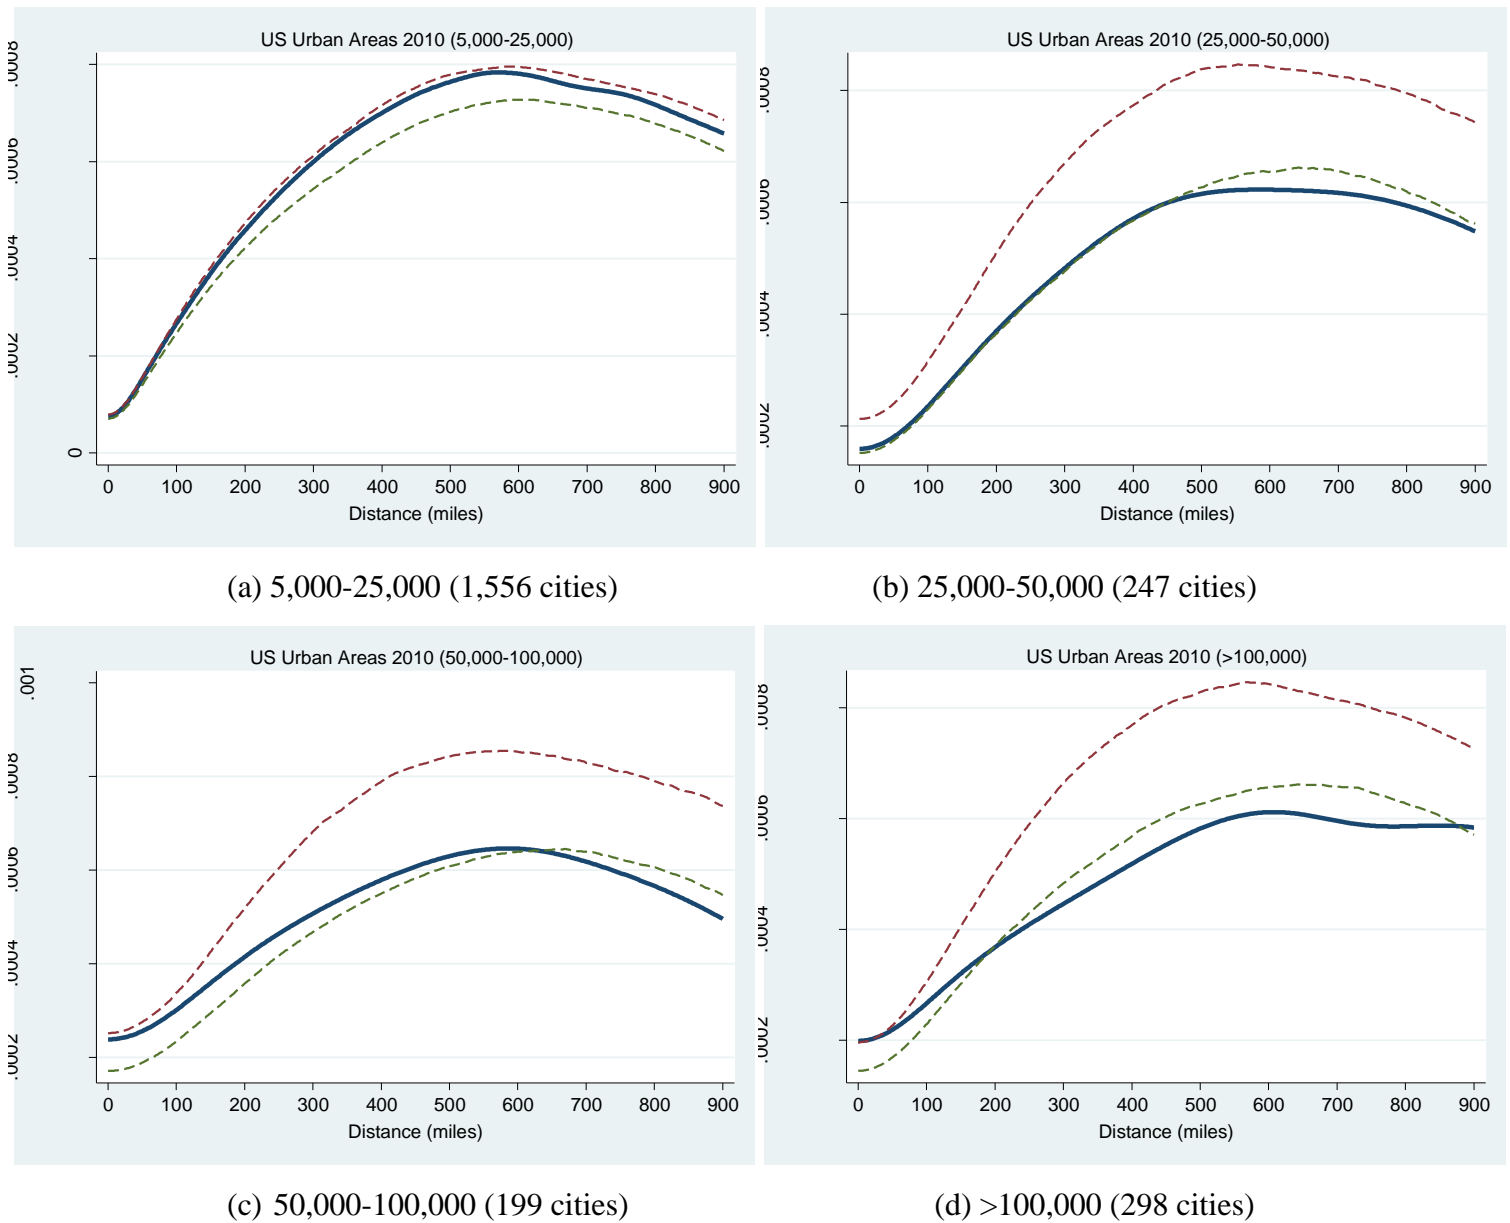 US Urban Areas 2010 (5,000-25,000)
.0008
.0006
.0004
.0002
0
0 100 200 300 400 500 600 700 800 900
Distance (miles)
(a) 5,000-25,000 (1,556 cities)
US Urban Areas 2010 (25,000-50,000)
.0008
.0006
.0004
.0002
0 100 200 300 400 500 600 700 800 900
Distance (miles)
(b) 25,000-50,000 (247 cities)
US Urban Areas 2010 (50,000-100,000)
.001
.0008
.0006
.0004
.0002
0 100 200 300 400 500 600 700 800 900
Distance (miles)
(c) 50,000-100,000 (199 cities)
US Urban Areas 2010 (>100,000)
.0008
.0006
.0004
.0002
0 100 200 300 400 500 600 700 800 900
Distance (miles)
(d) >100,000 (298 cities)